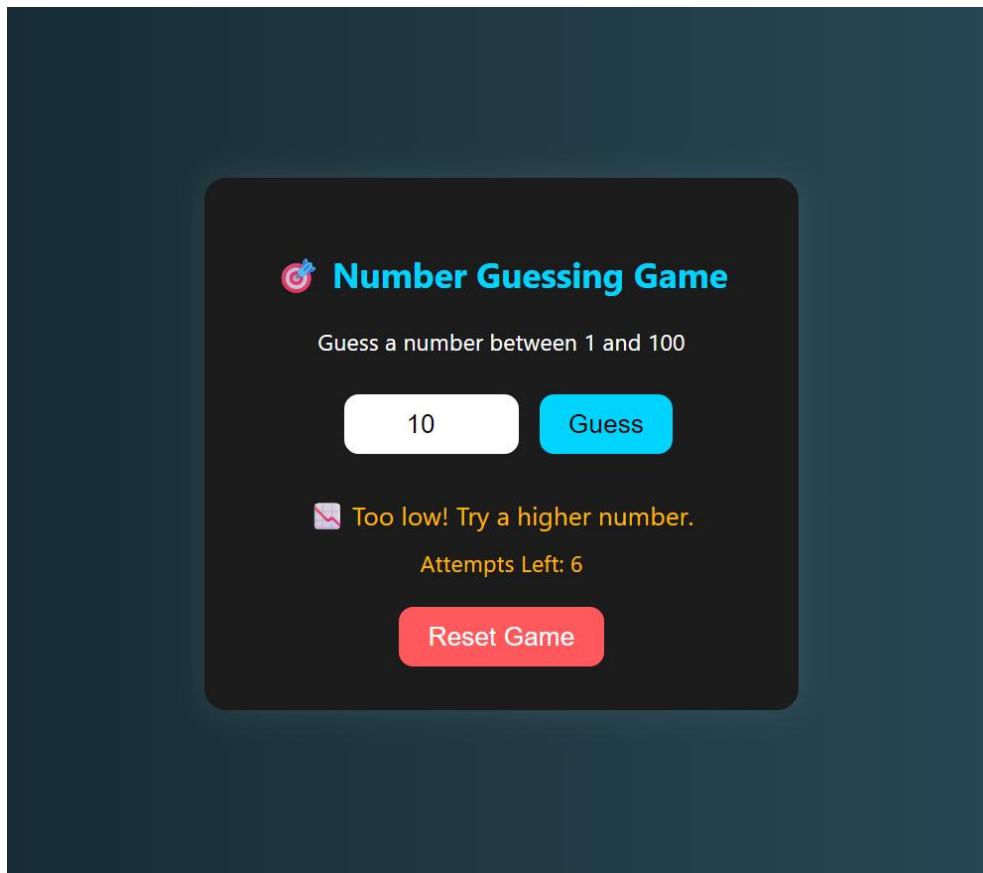 🎯 Number Guessing Game
Guess a number between 1 and 100
10 Guess
📉 Too low! Try a higher number.
Attempts Left: 6
Reset Game